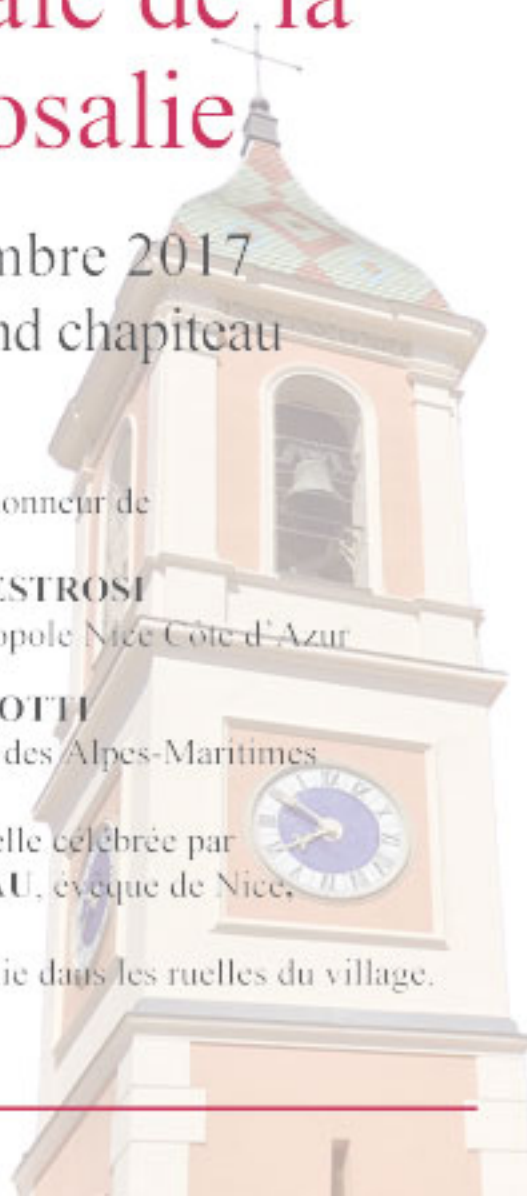 ale de la
osalie
mbre 2017
nd chapiteau
onneur de
ESTROSI
opole Nice Côte d'Azur
OTTI
des Alpes-Maritimes
elle célébrée par
AU, évêque de Nice,
ie dans les ruelles du village.